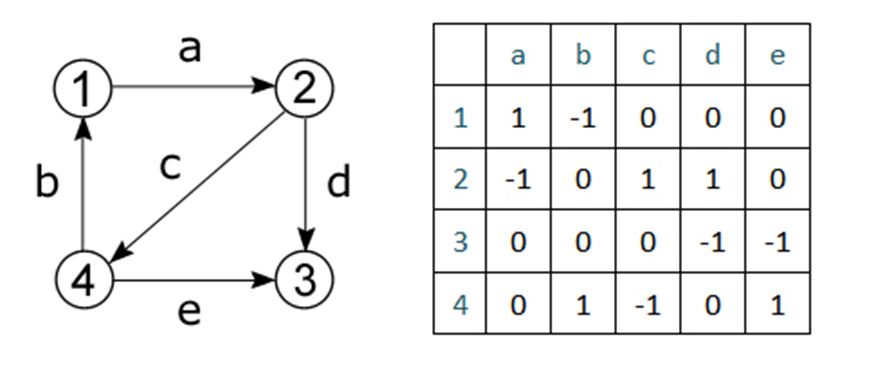 a
1 2
b c d
4 3
e
a b c d e
1 1 -1 0 0 0
2 -1 0 1 1 0
3 0 0 0 -1 -1
4 0 1 -1 0 1